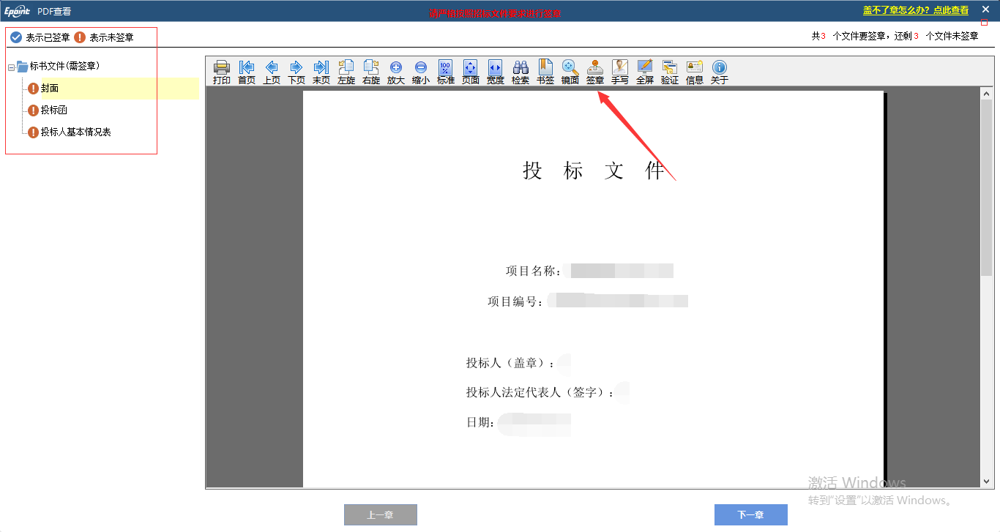 Epoint PDF查看
请严格按照招标文件要求进行签章
盖不了章怎么办？点此查看
表示已签章 表示未签章
共3 个文件要签章，还剩3 个文件未签章
标书文件(需签章)
封面
投标函
投标人基本情况表
打印 首页 上页 下页 末页 左旋 右旋 放大 缩小 标准 页面 宽度 检索 书签 镜面 签章 手写 全屏 验证 信息 关于
投 标 文 件
项目名称：
项目编号：
投标人（盖章）：
投标人法定代表人（签字）：
日期：
激活 Windows
转到"设置"以激活 Windows。
上一章 下一章